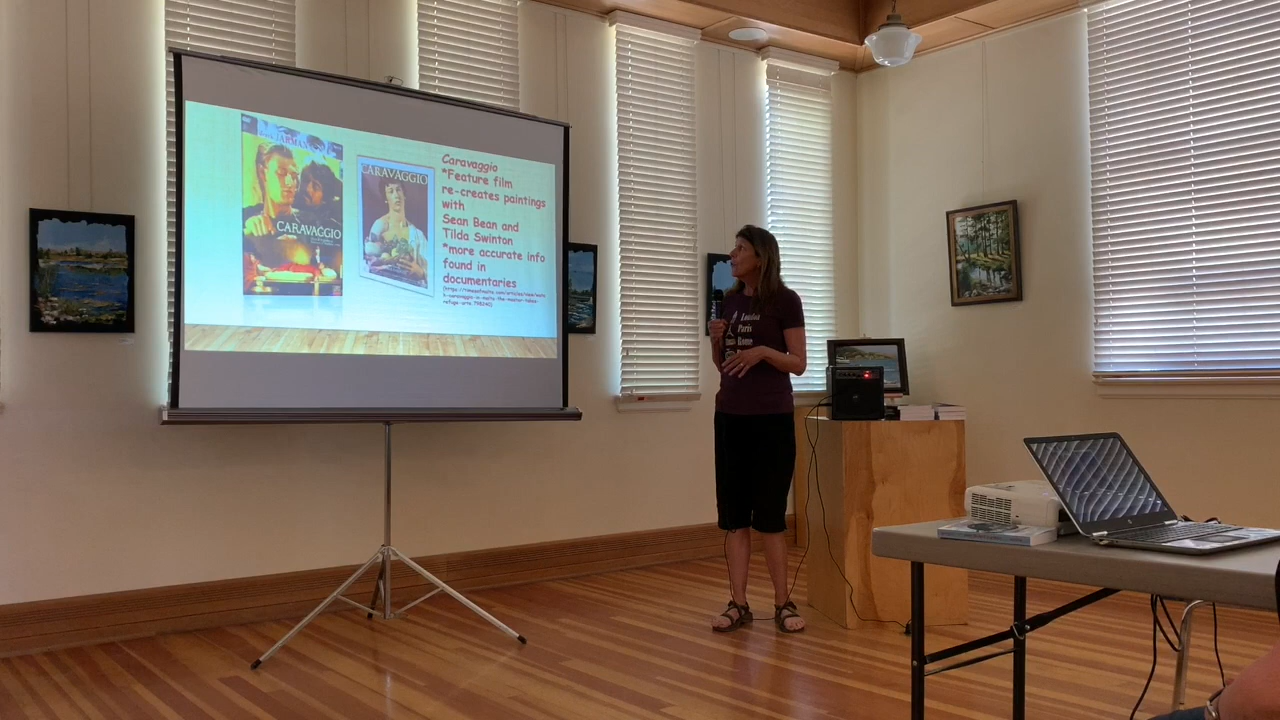 JARMAN
CARAVAGGIO
CARAVAGGIO
Caravaggio
*Feature film
re-creates paintings
with
Sean Bean and
Tilda Swinton
*more accurate info
found in
documentaries
London
Paris
Rome